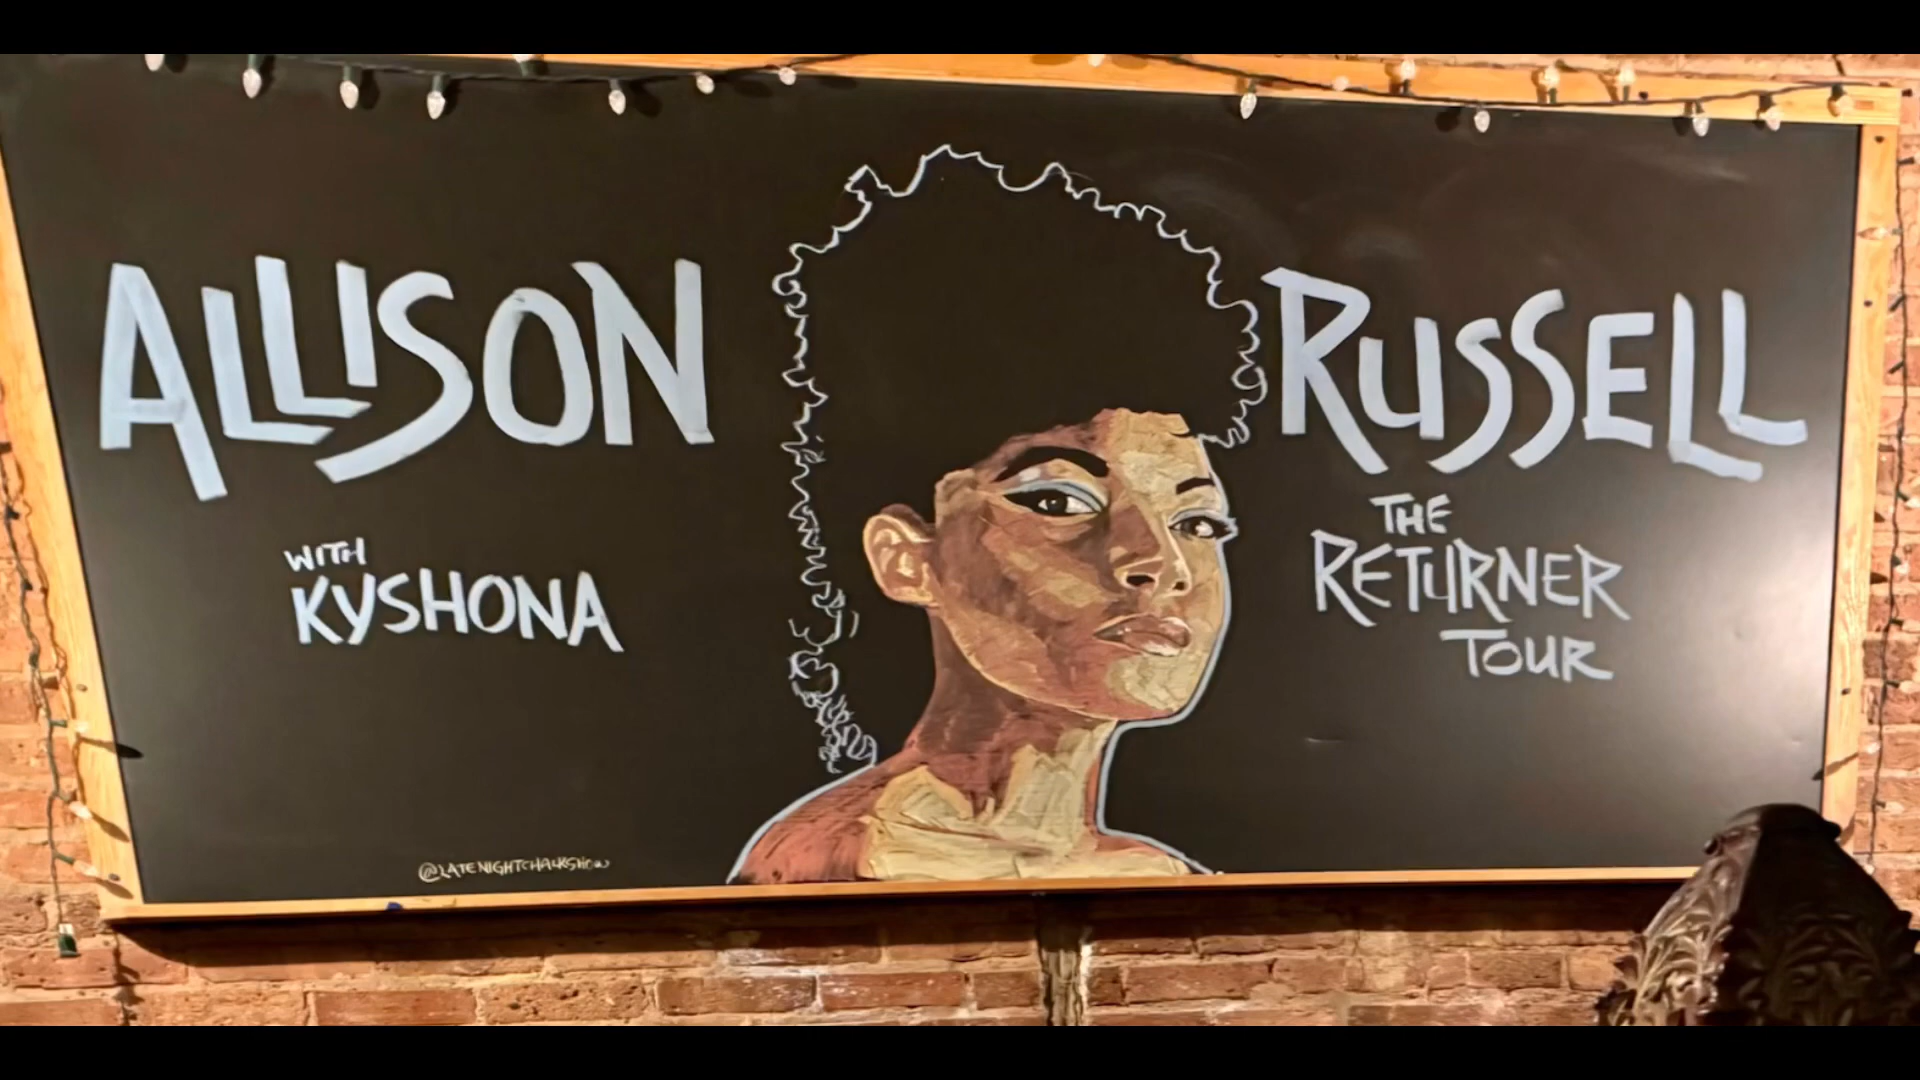 ALLISON
RUSSELL
WITH
KYSHONA
THE
RETURNER
TOUR
@LATENIGHTCHALKSHOW